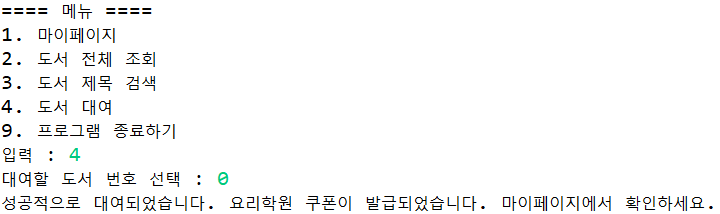 ==== 메뉴 ====
1. 마이페이지
2. 도서 전체 조회
3. 도서 제목 검색
4. 도서 대여
9. 프로그램 종료하기
입력 : 4
대여할 도서 번호 선택 : 0
성공적으로 대여되었습니다. 요리학원 쿠폰이 발급되었습니다. 마이페이지에서 확인하세요.